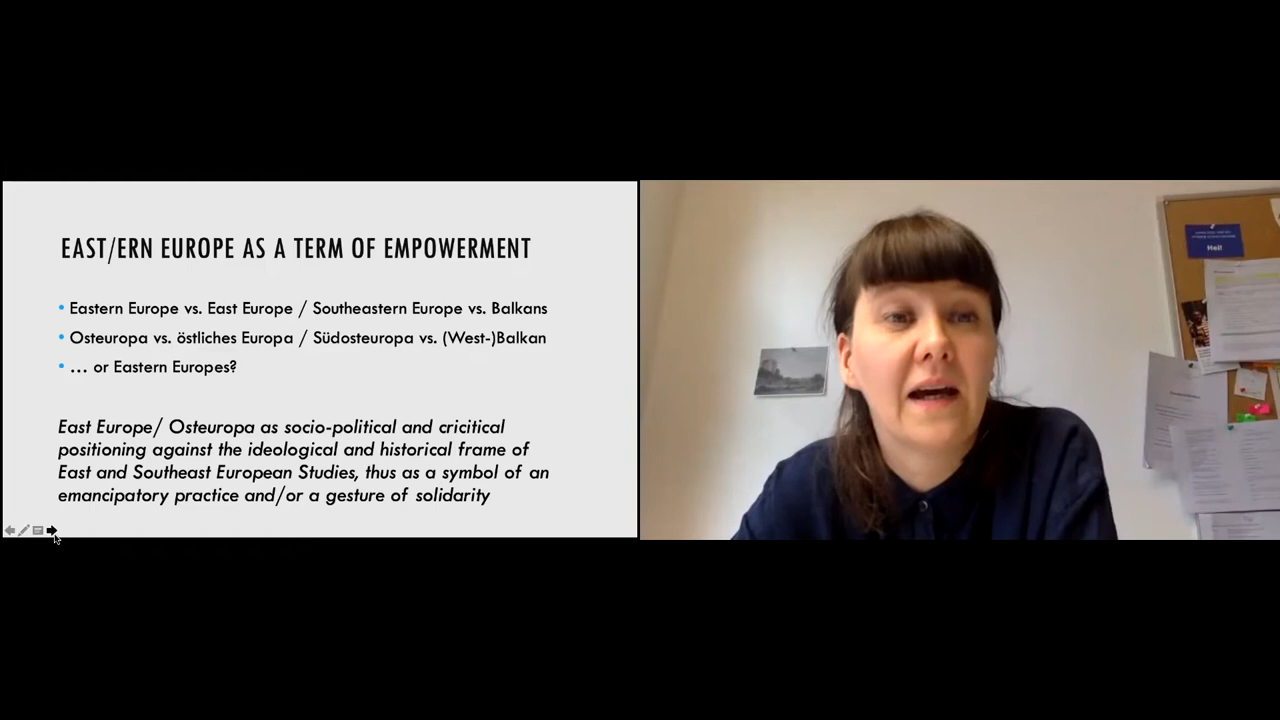 EAST/ERN EUROPE AS A TERM OF EMPOWERMENT
• Eastern Europe vs. East Europe / Southeastern Europe vs. Balkans
• Osteuropa vs. östliches Europa / Südosteuropa vs. (West-)Balkan
• … or Eastern Europes?
East Europe/ Osteuropa as socio-political and cricitical
positioning against the ideological and historical frame of
East and Southeast European Studies, thus as a symbol of an
emancipatory practice and/or a gesture of solidarity
Hei!